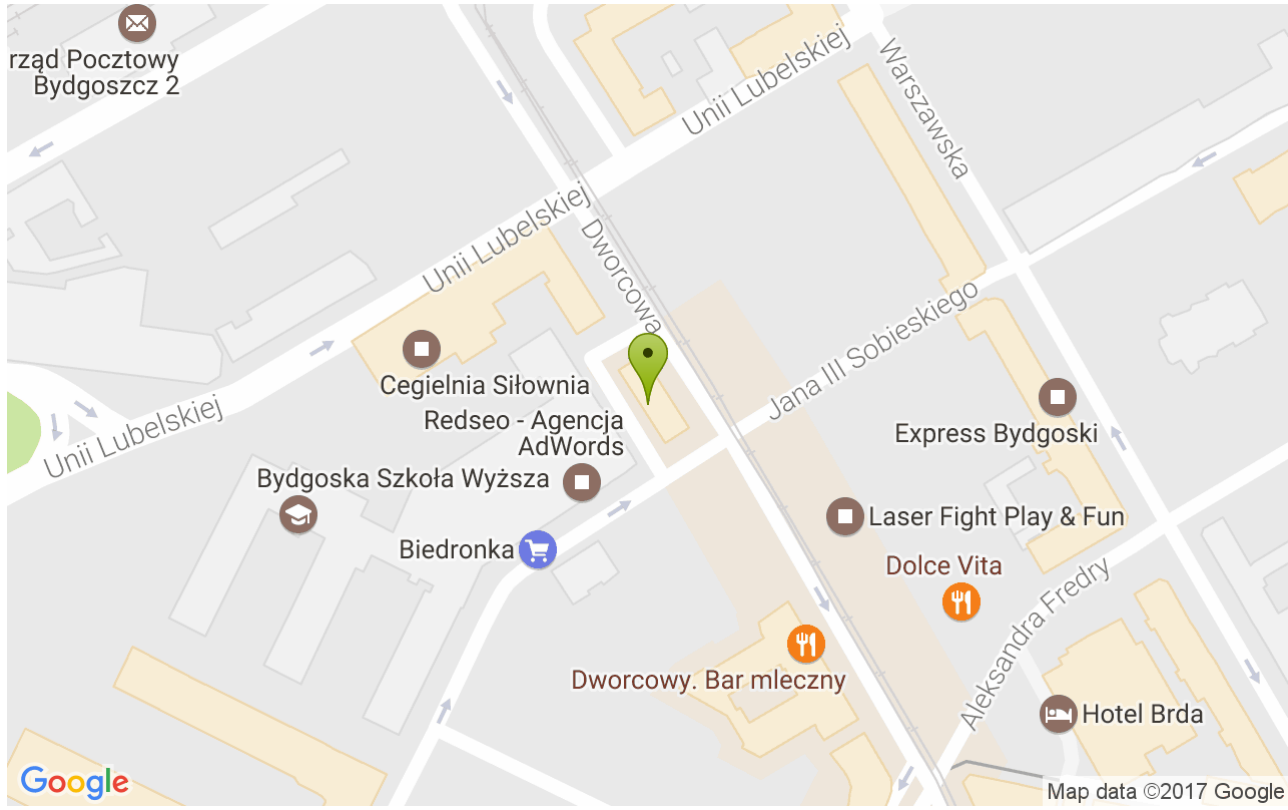 rząd Pocztowy
Bydgoszcz 2
Unii Lubelskiej
Warszawska
Unii Lubelskiej
Dworcowa
Jana III Sobieskiego
Cegielnia Siłownia
Unii Lubelskiej
Redseo - Agencja
AdWords
Express Bydgoski
Bydgoska Szkoła Wyższa
Laser Fight Play & Fun
Biedronka
Dolce Vita
Aleksandra Fredry
Dworcowy. Bar mleczny
Hotel Brda
Google
Map data ©2017 Google